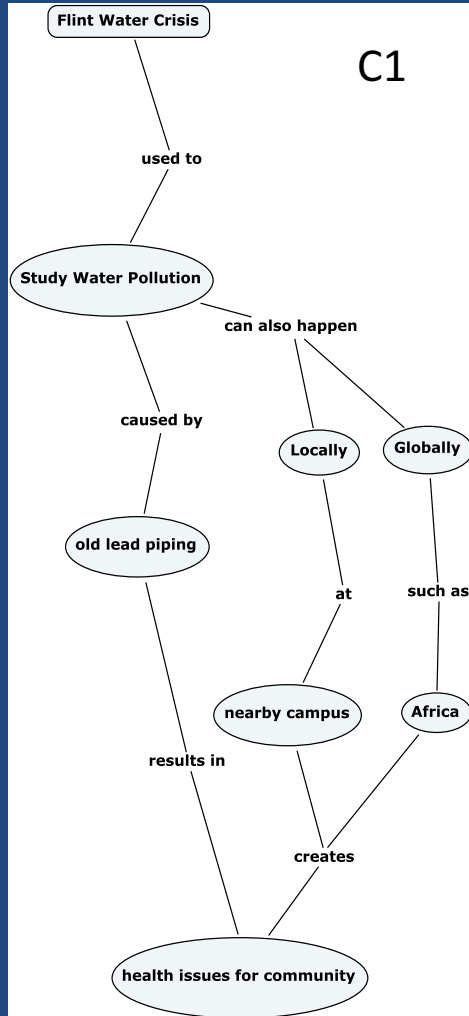 Flint Water Crisis
C1
used to
Study Water Pollution
can also happen
caused by
Locally
Globally
old lead piping
at
such as
nearby campus
Africa
results in
creates
health issues for community